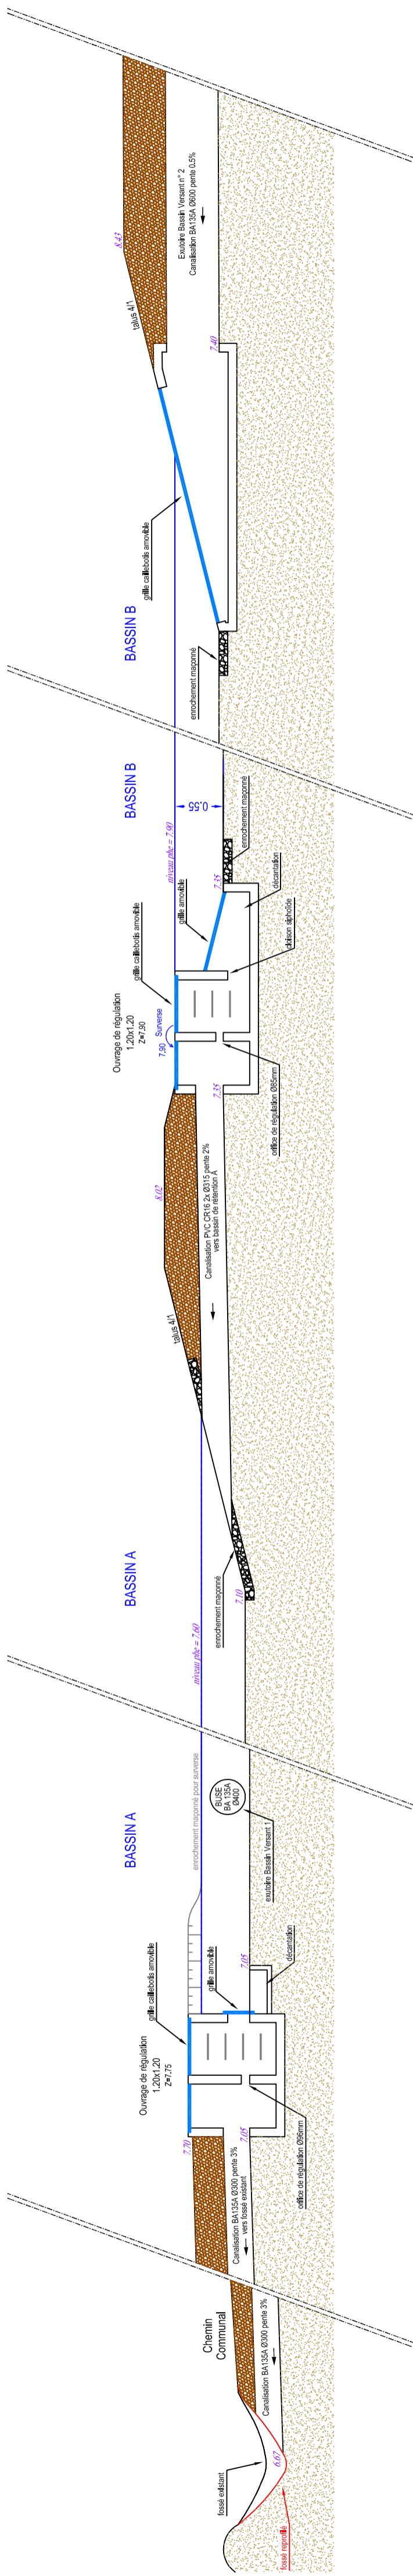 8.43
talus 4/1
Exutoire Bassin Versant n° 2
Canalisation BA135A Ø600 pente 0,5%
7.40
grille caillebotis amovible
BASSIN B
enrochement maçonné
BASSIN B
niveau phe = 7.90
0.55
enrochement maçonné
7.35
grille amovible
décantation
cloison siphoïde
grille caillebotis amovible
Ouvrage de régulation
1,20x1,20
Z=7,90
Surverse
7,90
orifice de régulation Ø85mm
7.35
8.02
Canalisation PVC CR16 2x Ø315 pente 2%
vers bassin de rétention A
talus 4/1
enrochement maçonné
7.10
BASSIN A
niveau phe = 7.60
BASSIN A
enrochement maçonné pour surverse
BUSE
BA 135A
Ø400
exutoire Bassin Versant 1
grille caillebotis amovible
grille amovible
7.05
décantation
Ouvrage de régulation
1,20x1,20
Z=7,75
7.70
7.05
orifice de régulation Ø95mm
Canalisation BA135A Ø300 pente 3%
vers fossé existant
Chemin
Communal
Canalisation BA135A Ø300 pente 3%
fossé existant
6.67
fossé reprofilé